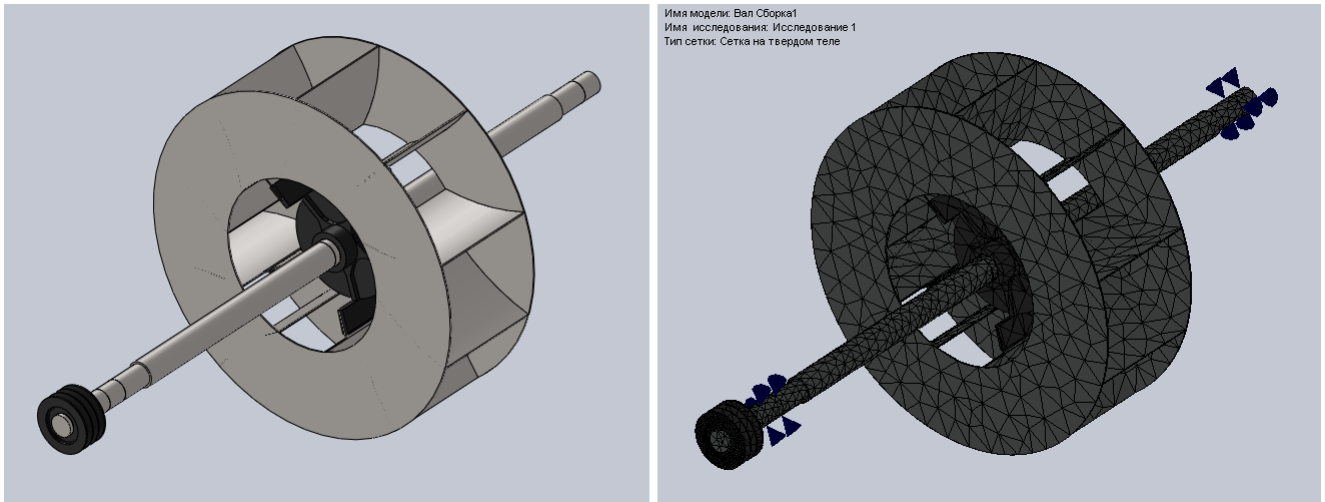 Имя модели: Вал Сборка1
Имя исследования: Исследование 1
Тип сетки: Сетка на твердом теле